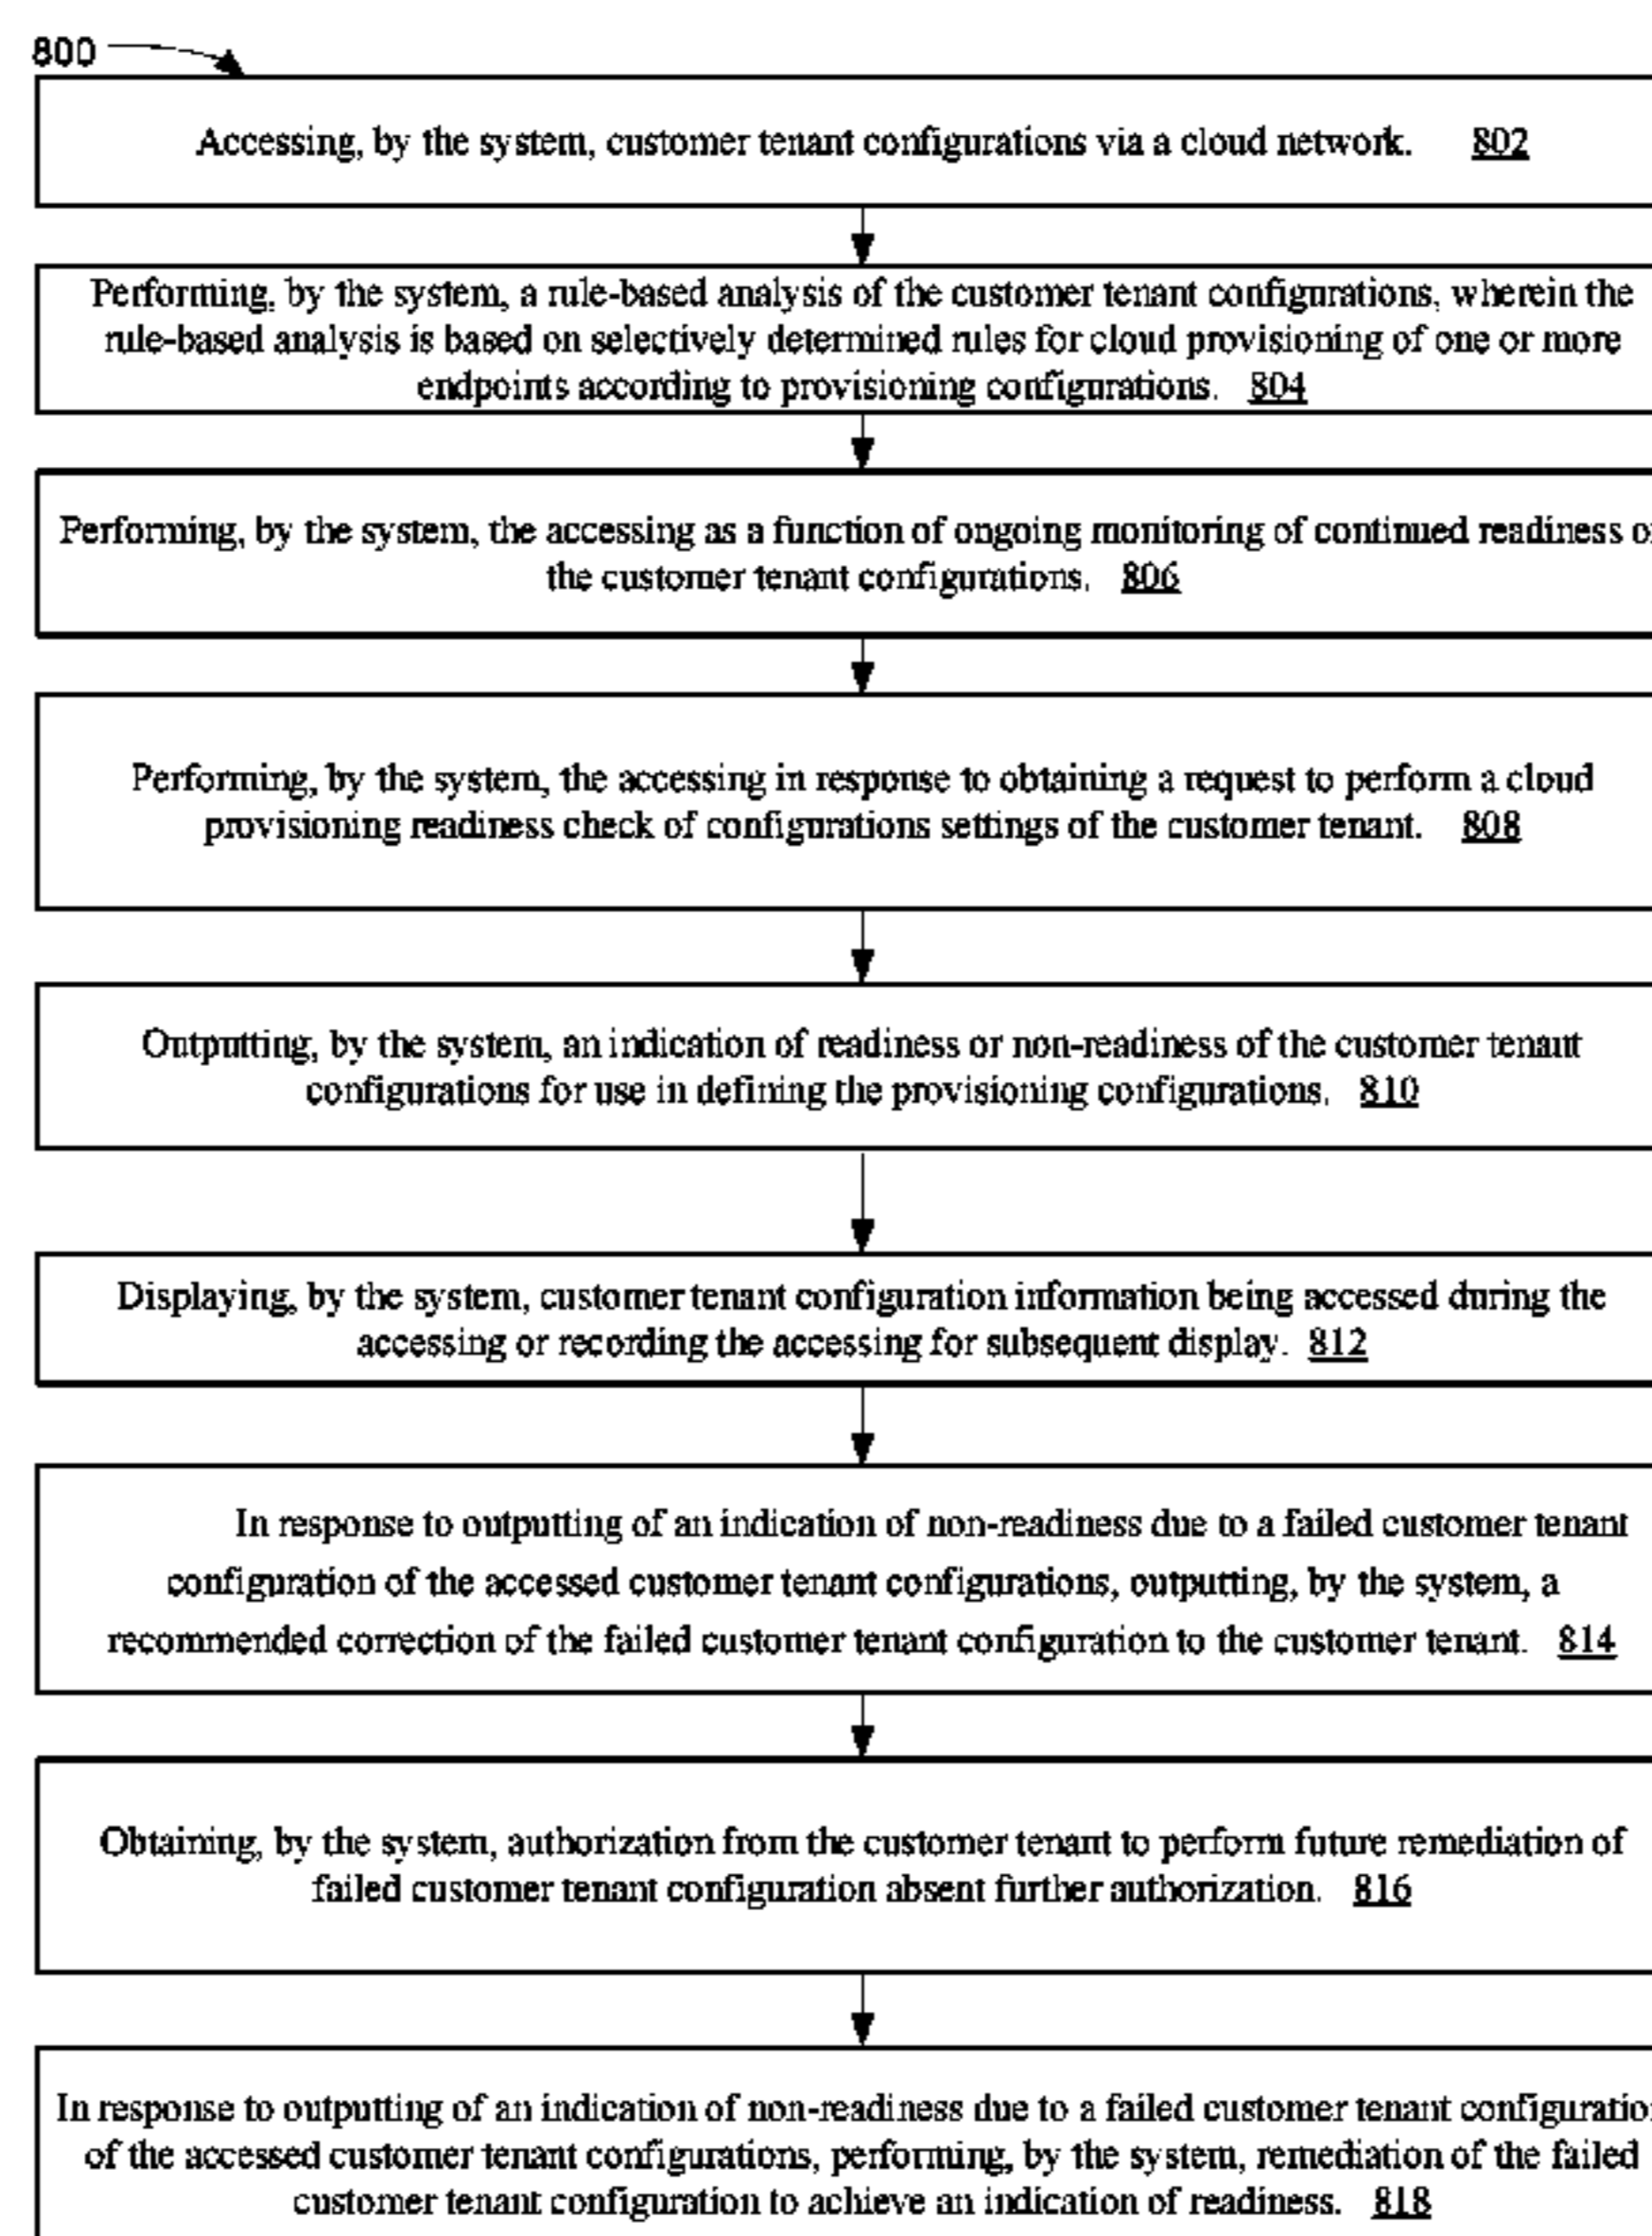 800
Accessing, by the system, customer tenant configurations via a cloud network. 802
Performing, by the system, a rule-based analysis of the customer tenant configurations, wherein the
rule-based analysis is based on selectively determined rules for cloud provisioning of one or more
endpoints according to provisioning configurations. 804
Performing, by the system, the accessing as a function of ongoing monitoring of continued readiness o
the customer tenant configurations. 806
Performing, by the system, the accessing in response to obtaining a request to perform a cloud
provisioning readiness check of configurations settings of the customer tenant. 808
Outputting, by the system, an indication of readiness or non-readiness of the customer tenant
configurations for use in defining the provisioning configurations. 810
Displaying, by the system, customer tenant configuration information being accessed during the
accessing or recording the accessing for subsequent display. 812
In response to outputting of an indication of non-readiness due to a failed customer tenant
configuration of the accessed customer tenant configurations, outputting, by the system, a
recommended correction of the failed customer tenant configuration to the customer tenant. 814
Obtaining, by the system, authorization from the customer tenant to perform future remediation of
failed customer tenant configuration absent further authorization. 816
In response to outputting of an indication of non-readiness due to a failed customer tenant configuratio
of the accessed customer tenant configurations, performing, by the system, remediation of the failed
customer tenant configuration to achieve an indication of readiness. 818